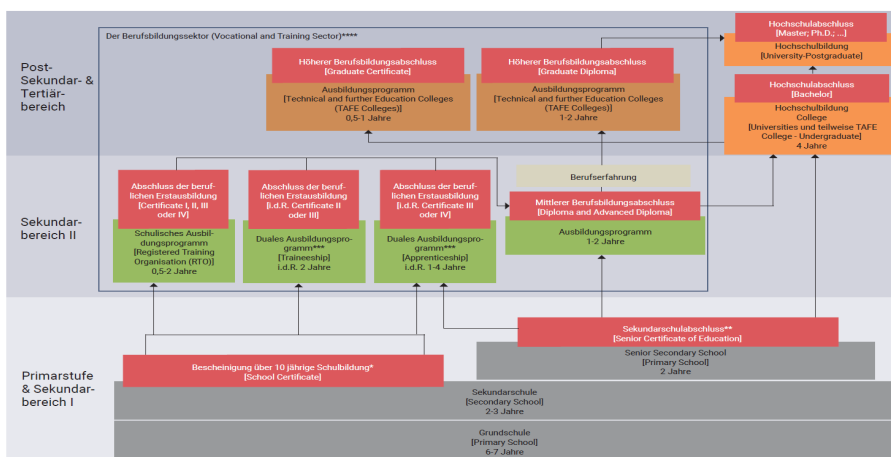 Der Berufsbildungssektor (Vocational and Training Sector)****
Post-
Sekundar- &
Tertiär-
bereich
Höherer Berufsbildungsabschluss
[Graduate Certificate]
Ausbildungsprogramm
[Technical and further Education Colleges
(TAFE Colleges)]
0,5-1 Jahre
Höherer Berufsbildungsabschluss
[Graduate Diploma]
Ausbildungsprogramm
[Technical and further Education Colleges
(TAFE Colleges)]
1-2 Jahre
Hochschulabschluss
[Master; Ph.D.; ...]
Hochschulbildung
[University-Postgraduate]
Hochschulabschluss
[Bachelor]
Hochschulbildung
College
[Universities und teilweise TAFE
College - Undergraduate]
4 Jahre
Sekundar-
bereich II
Abschluss der beruf-
lichen Erstausbildung
[Certificate I, II, III
oder IV]
Schulisches Ausbil-
dungsprogramm
[Registered Training
Organisation (RTO)]
0,5-2 Jahre
Abschluss der beruf-
lichen Erstausbildung
[i.d.R. Certificate II
oder III]
Duales Ausbildungspro-
gramm***
[Traineeship]
i.d.R. 2 Jahre
Abschluss der beruf-
lichen Erstausbildung
[i.d.R. Certificate III
oder IV]
Duales Ausbildungspro-
gramm***
[Apprenticeship]
i.d.R. 1-4 Jahre
Berufserfahrung
Mittlerer Berufsbildungsabschluss
[Diploma and Advanced Diploma]
Ausbildungsprogramm
1-2 Jahre
Primarstufe
& Sekundar-
bereich I
Bescheinigung über 10 jährige Schulbildung*
[School Certificate]
Sekundarschulabschluss**
[Senior Certificate of Education]
Senior Secondary School
[Primary School]
2 Jahre
Sekundarschule
[Secondary School]
2-3 Jahre
Grundschule
[Primary School]
6-7 Jahre